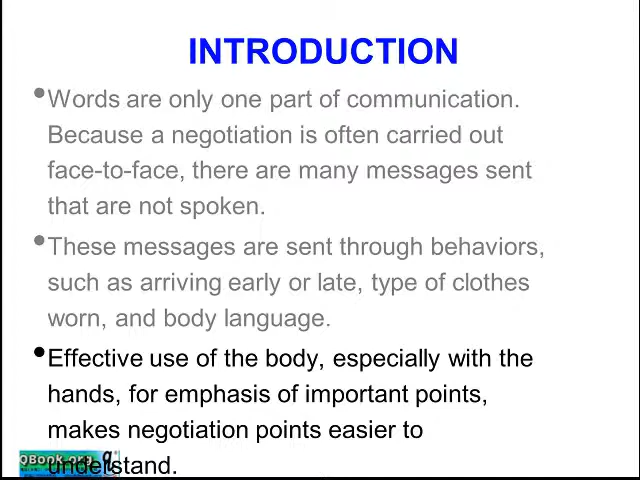 INTRODUCTION
•Words are only one part of communication.
Because a negotiation is often carried out
face-to-face, there are many messages sent
that are not spoken.
•These messages are sent through behaviors,
such as arriving early or late, type of clothes
worn, and body language.
•Effective use of the body, especially with the
hands, for emphasis of important points,
makes negotiation points easier to
understand.
QBook.org